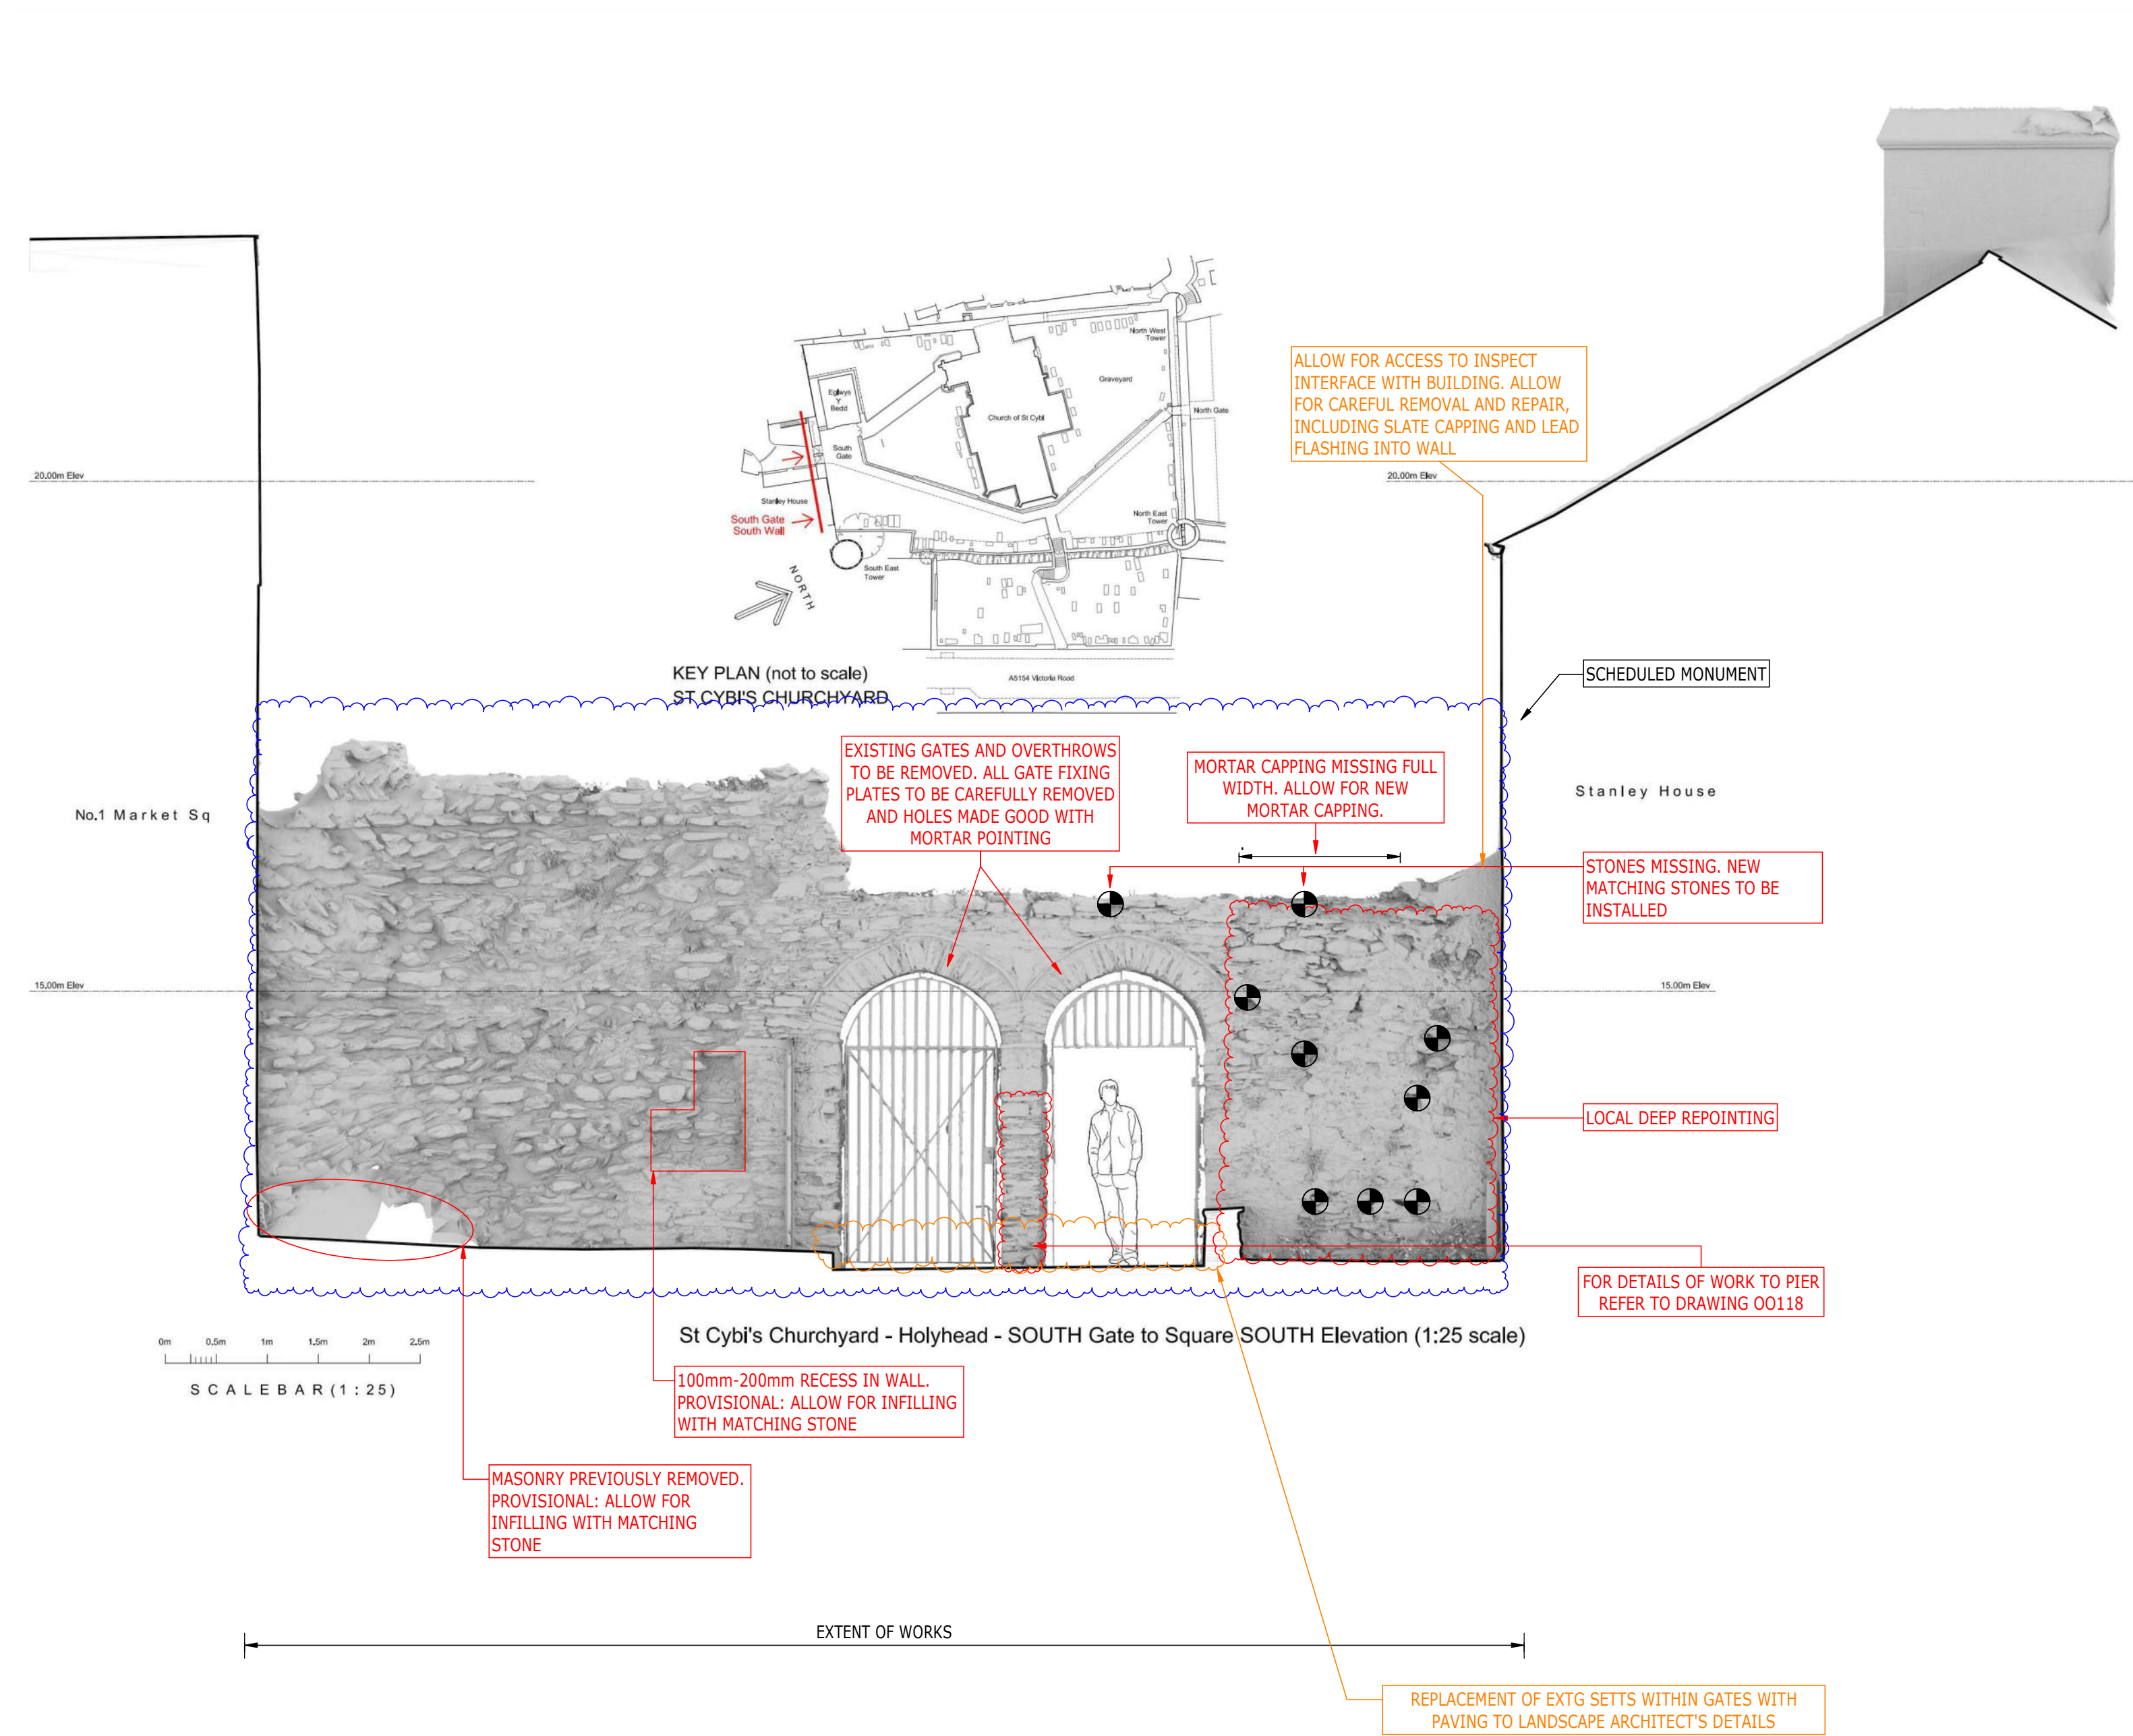 North West
Tower
Graveyard
Eglwys
Y
Bedd
Church of St Cybi
North Gate
South
Gate
Stanley House
South Gate
South Wall
North East
Tower
South East
Tower
NORTH
KEY PLAN (not to scale)
ST CYBI'S CHURCHYARD
A5154 Victoria Road
ALLOW FOR ACCESS TO INSPECT
INTERFACE WITH BUILDING. ALLOW
FOR CAREFUL REMOVAL AND REPAIR,
INCLUDING SLATE CAPPING AND LEAD
FLASHING INTO WALL
20.00m Elev
20.00m Elev
SCHEDULED MONUMENT
EXISTING GATES AND OVERTHROWS
TO BE REMOVED. ALL GATE FIXING
PLATES TO BE CAREFULLY REMOVED
AND HOLES MADE GOOD WITH
MORTAR POINTING
MORTAR CAPPING MISSING FULL
WIDTH. ALLOW FOR NEW
MORTAR CAPPING.
No.1 Market Sq
Stanley House
STONES MISSING. NEW
MATCHING STONES TO BE
INSTALLED
15.00m Elev
15.00m Elev
LOCAL DEEP REPOINTING
FOR DETAILS OF WORK TO PIER
REFER TO DRAWING OO118
St Cybi's Churchyard - Holyhead - SOUTH Gate to Square SOUTH Elevation (1:25 scale)
0m 0.5m 1m 1.5m 2m 2.5m
SCALEBAR(1:25)
100mm-200mm RECESS IN WALL.
PROVISIONAL: ALLOW FOR INFILLING
WITH MATCHING STONE
MASONRY PREVIOUSLY REMOVED.
PROVISIONAL: ALLOW FOR
INFILLING WITH MATCHING
STONE
EXTENT OF WORKS
REPLACEMENT OF EXTG SETTS WITHIN GATES WITH
PAVING TO LANDSCAPE ARCHITECT'S DETAILS